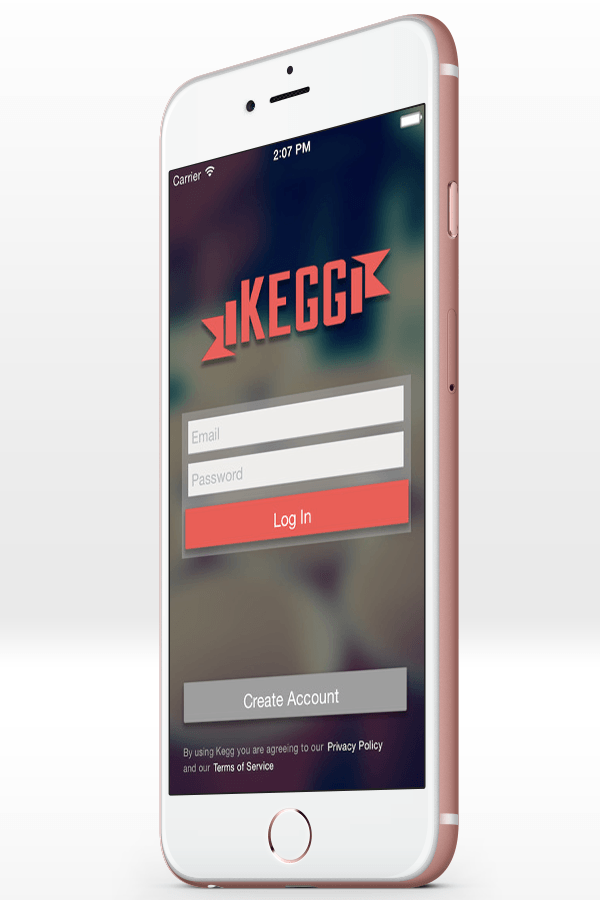 Carrier
2:07 PM
KEGG
Email
Password
Log In
Create Account
By using Kegg you are agreeing to our Privacy Policy
and our Terms of Service